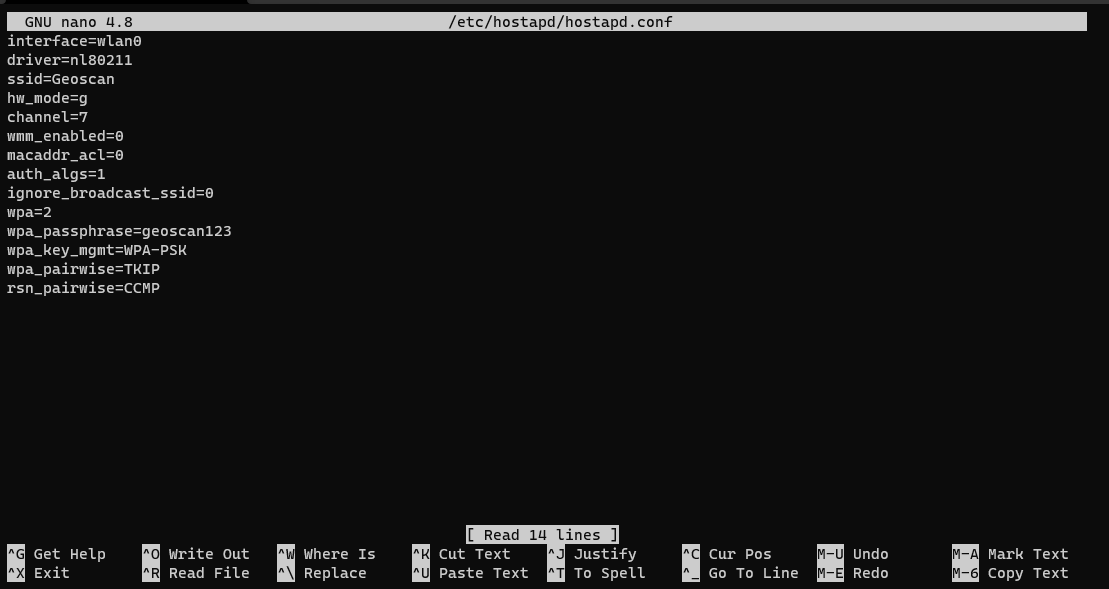 GNU nano 4.8 /etc/hostapd/hostapd.conf
interface=wlan0
driver=nl80211
ssid=Geoscan
hw_mode=g
channel=7
wmm_enabled=0
macaddr_acl=0
auth_algs=1
ignore_broadcast_ssid=0
wpa=2
wpa_passphrase=geoscan123
wpa_key_mgmt=WPA-PSK
wpa_pairwise=TKIP
rsn_pairwise=CCMP
[ Read 14 lines ]
^G Get Help ^O Write Out ^W Where Is ^K Cut Text ^J Justify ^C Cur Pos M-U Undo M-A Mark Text
^X Exit ^R Read File ^\ Replace ^U Paste Text ^T To Spell ^_ Go To Line M-E Redo M-6 Copy Text